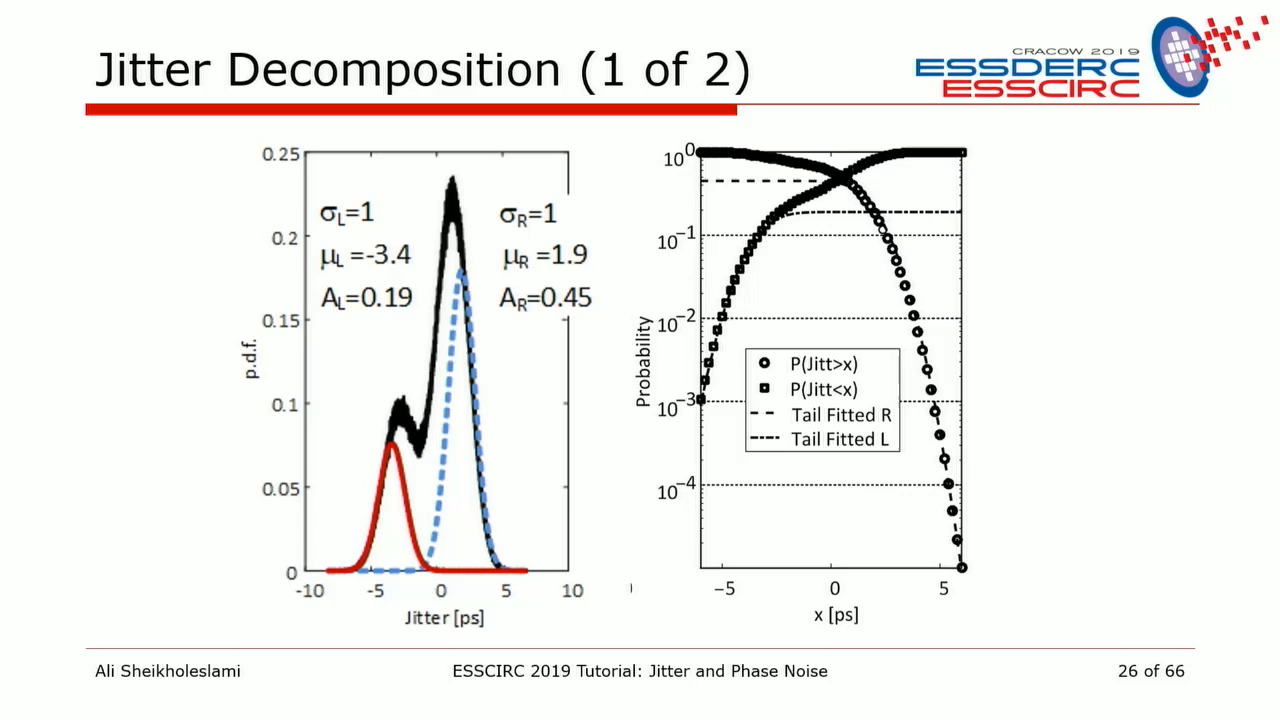 Jitter Decomposition (1 of 2)
CRACOW 2019
ESSDERC
ESSCIRC
0.25
0.2
0.15
0.1
0.05
0
p.d.f.
σL=1
μL =-3.4
AL=0.19
σR=1
μR =1.9
AR=0.45
-10 -5 0 5 10
Jitter [ps]
10^0
10^-1
10^-2
10^-3
10^-4
Probability
P(Jitt>x)
P(Jitt<x)
Tail Fitted R
Tail Fitted L
−5 0 5
x [ps]
Ali Sheikholeslami
ESSCIRC 2019 Tutorial: Jitter and Phase Noise
26 of 66